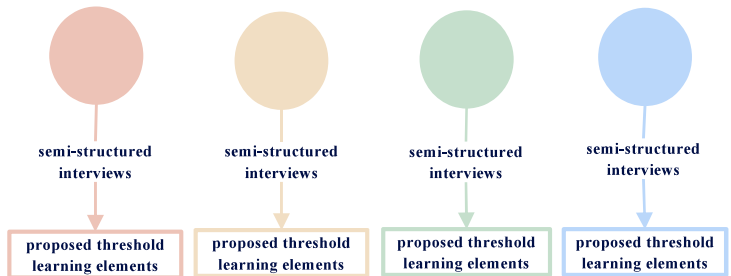 semi-structured
interviews
semi-structured
interviews
semi-structured
interviews
semi-structured
interviews
proposed threshold
learning elements
proposed threshold
learning elements
proposed threshold
learning elements
proposed threshold
learning elements